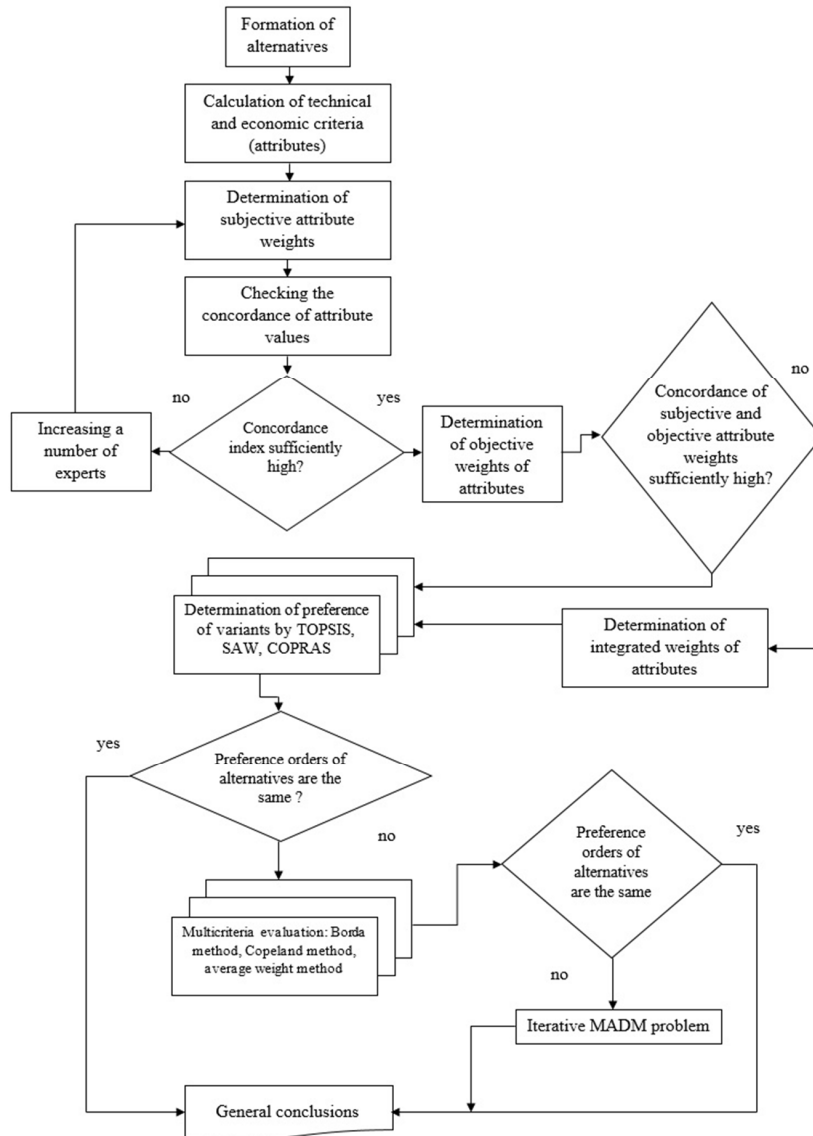 Formation of
alternatives
Calculation of technical
and economic criteria
(attributes)
Determination of
subjective attribute
weights
Checking the
concordance of attribute
values
no
yes
Concordance
index sufficiently
high?
Increasing a
number of
experts
Determination
of objective
weights of
attributes
no
Concordance of
subjective and
objective attribute
weights
sufficiently high?
Determination of preference
of variants by TOPSIS,
SAW, COPRAS
Determination of
integrated weights of
attributes
yes
Preference orders of
alternatives are the
same ?
no
Multicriteria evaluation: Borda
method, Copeland method,
average weight method
Preference
orders of
alternatives
are the same
yes
no
Iterative MADM problem
General conclusions